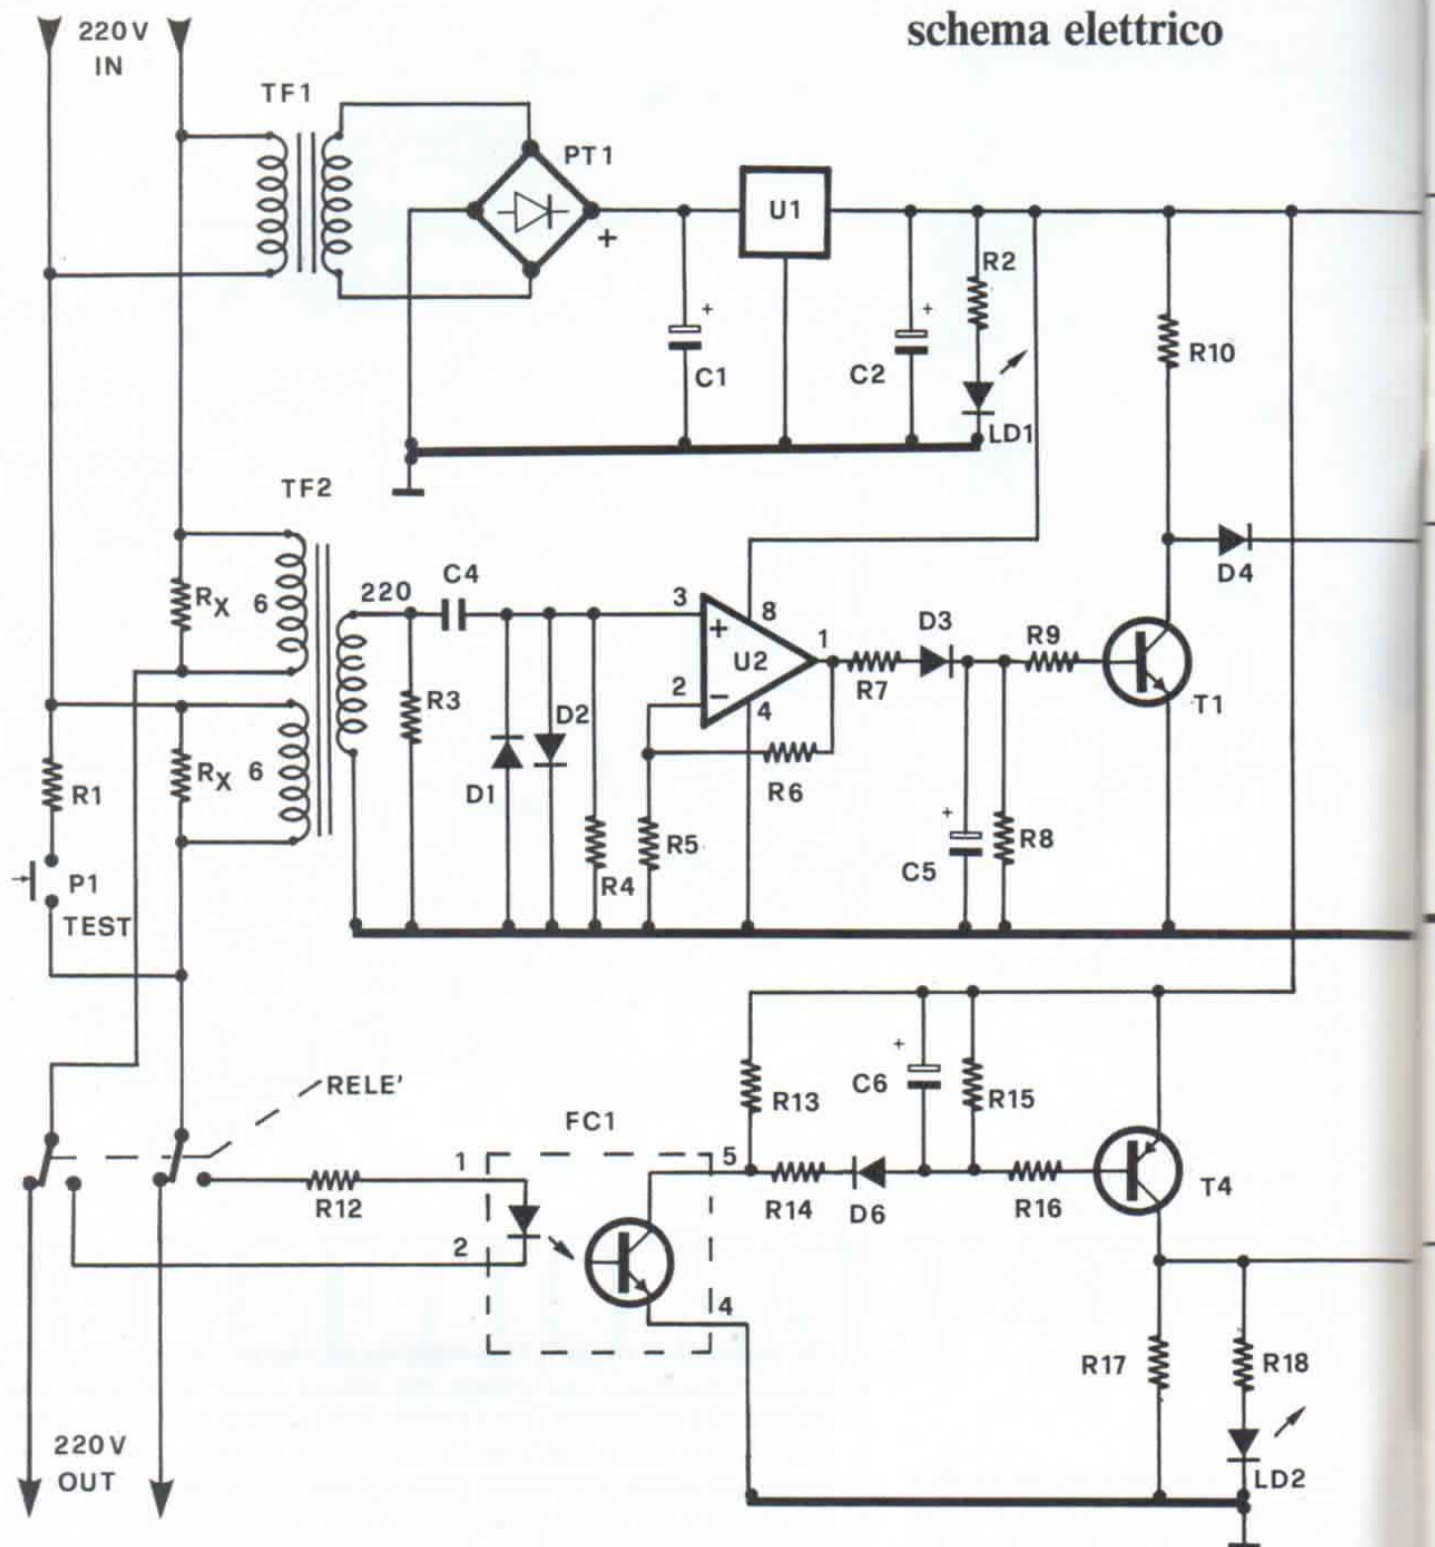 schema elettrico
220V
IN
TF1
PT1
+
U1
+
C1
+
C2
R2
LD1
R10
TF2
RX 6
220
C4
3
+
8
U2
1
2
−
4
D3
R9
R7
T1
D4
R3
D2
D1
R6
R1
RX 6
R5
R4
+
C5
R8
P1
TEST
RELE'
FC1
1
5
R12
2
4
R13
+
C6
R15
R14
D6
R16
T4
R17
R18
LD2
220V
OUT